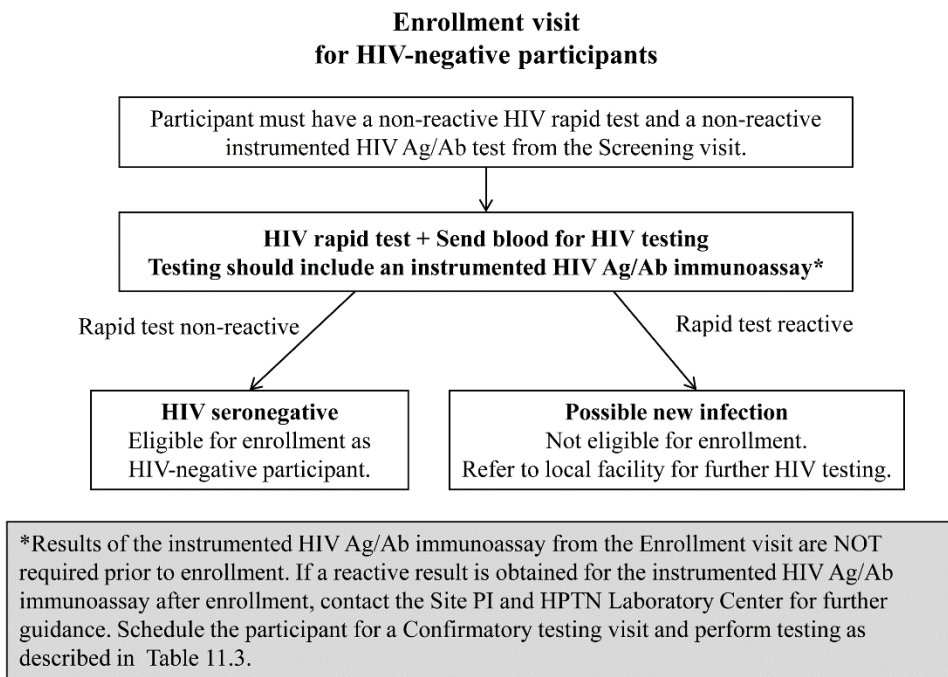 Enrollment visit
for HIV-negative participants
Participant must have a non-reactive HIV rapid test and a non-reactive
instrumented HIV Ag/Ab test from the Screening visit.
HIV rapid test + Send blood for HIV testing
Testing should include an instrumented HIV Ag/Ab immunoassay*
Rapid test non-reactive
Rapid test reactive
HIV seronegative
Eligible for enrollment as
HIV-negative participant.
Possible new infection
Not eligible for enrollment.
Refer to local facility for further HIV testing.
*Results of the instrumented HIV Ag/Ab immunoassay from the Enrollment visit are NOT
required prior to enrollment. If a reactive result is obtained for the instrumented HIV Ag/Ab
immunoassay after enrollment, contact the Site PI and HPTN Laboratory Center for further
guidance. Schedule the participant for a Confirmatory testing visit and perform testing as
described in Table 11.3.